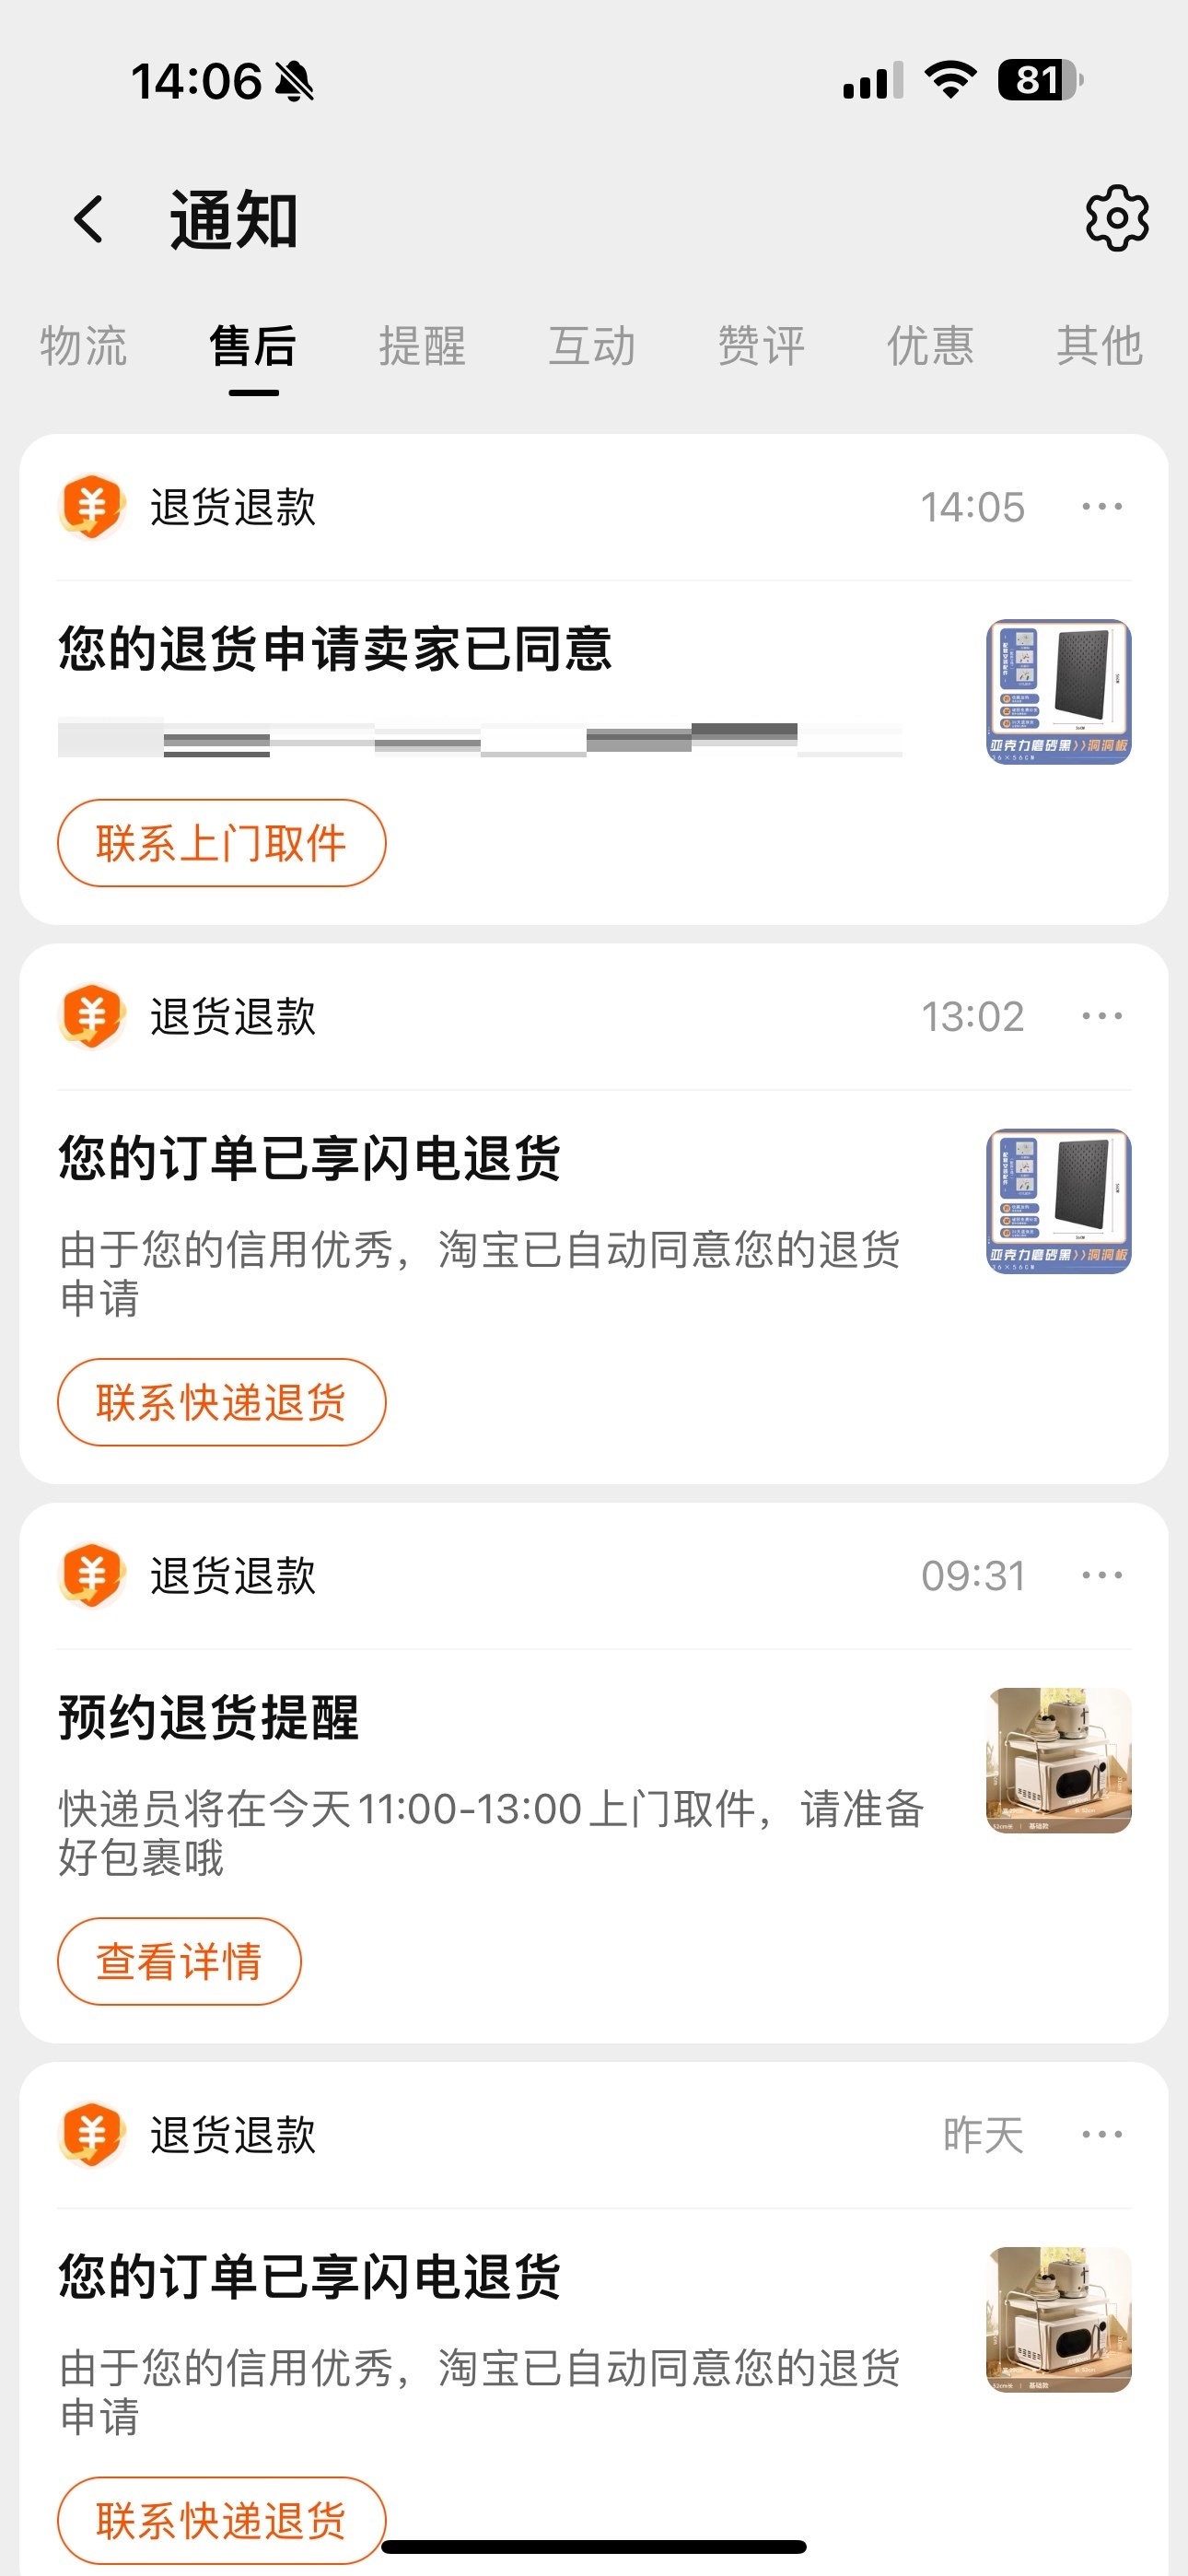 14:06
81
通知
物流 售后 提醒 互动 赞评 优惠 其他
退货退款 14:05
您的退货申请卖家已同意
亚克力磨砂黑》》洞洞板
联系上门取件
退货退款 13:02
您的订单已享闪电退货
由于您的信用优秀，淘宝已自动同意您的退货
申请
亚克力磨砂黑》》洞洞板
联系快递退货
退货退款 09:31
预约退货提醒
快递员将在今天11:00-13:00上门取件，请准备
好包裹哦
查看详情
退货退款 昨天
您的订单已享闪电退货
由于您的信用优秀，淘宝已自动同意您的退货
申请
联系快递退货